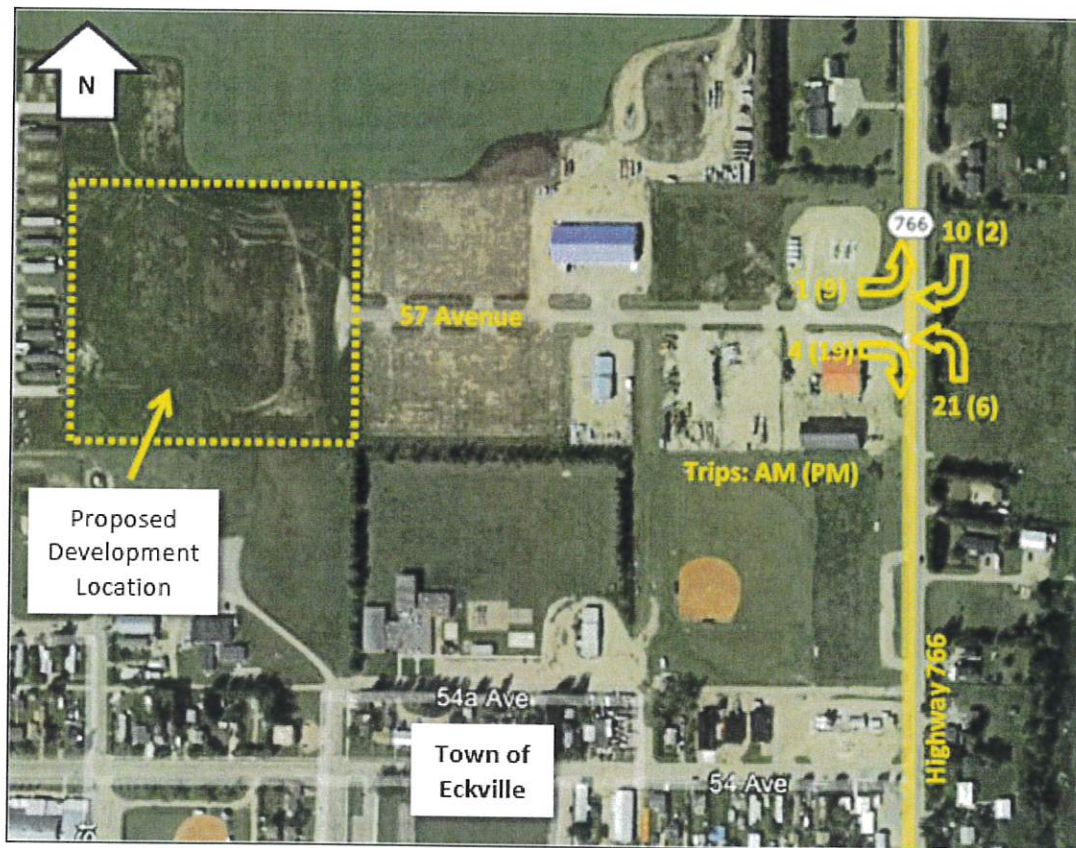 N
766
10 (2)
1 (9)
57 Avenue
4 (19)
21 (6)
Trips: AM (PM)
Proposed
Development
Location
54a Ave
Town of
Eckville
54 Ave
Highway 766